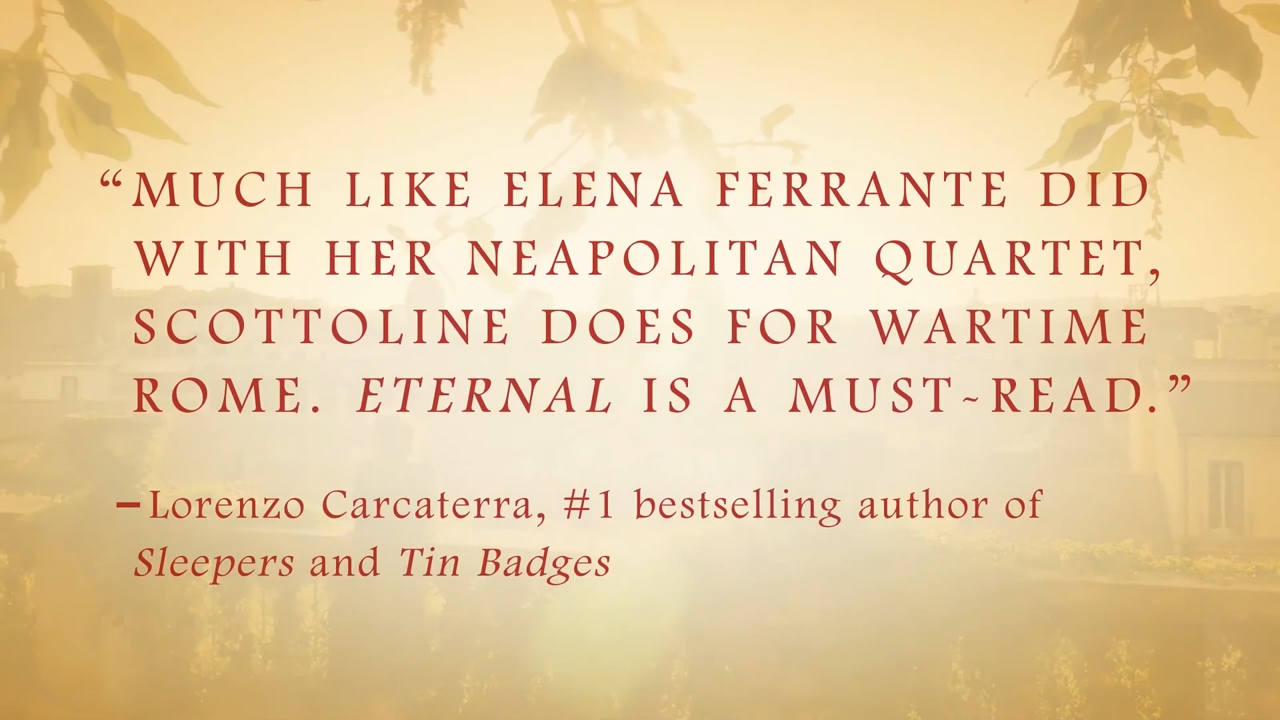 “MUCH LIKE ELENA FERRANTE DID
WITH HER NEAPOLITAN QUARTET,
SCOTTOLINE DOES FOR WARTIME
ROME. ETERNAL IS A MUST-READ.”
–Lorenzo Carcaterra, #1 bestselling author of
Sleepers and Tin Badges